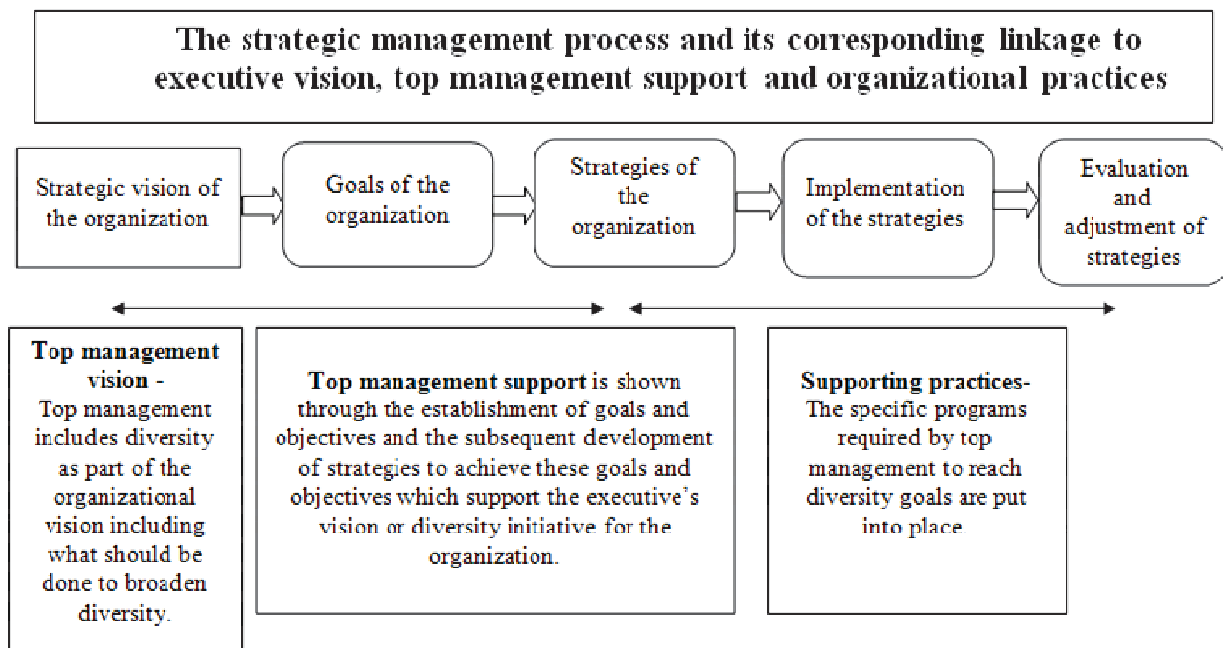 The strategic management process and its corresponding linkage to
executive vision, top management support and organizational practices
Strategic vision of
the organization
Goals of the
organization
Strategies of
the
organization
Implementation
of the strategies
Evaluation
and
adjustment of
strategies
Top management
vision -
Top management
includes diversity
as part of the
organizational
vision including
what should be
done to broaden
diversity.
Top management support is shown
through the establishment of goals and
objectives and the subsequent development
of strategies to achieve these goals and
objectives which support the executive's
vision or diversity initiative for the
organization.
Supporting practices-
The specific programs
required by top
management to reach
diversity goals are put
into place.